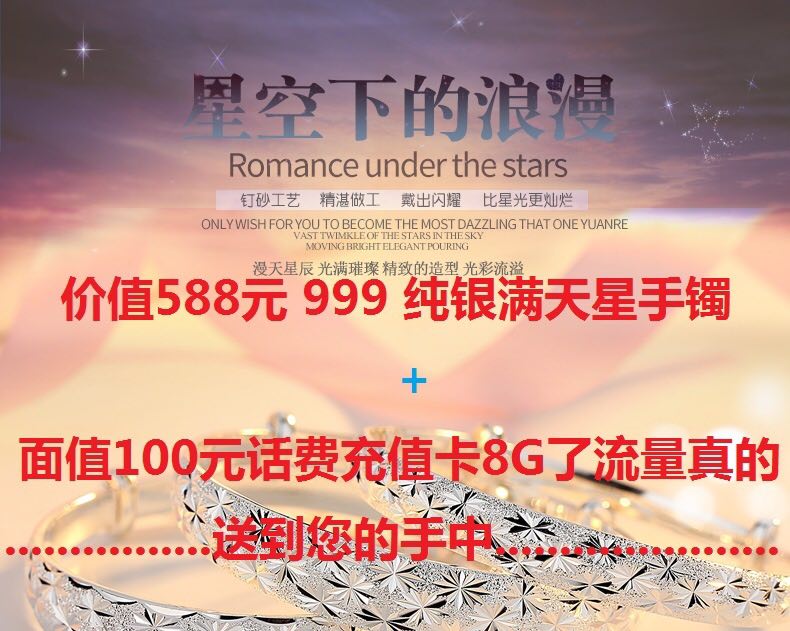 星空下的浪漫
Romance under the stars
钉砂工艺 精湛做工 戴出闪耀 比星光更灿烂
ONLY WISH FOR YOU TO BECOME THE MOST DAZZLING THAT ONE YUANRE
VAST TWIMKLE OF THE STARS IN THE SKY
MOVING BRIGHT ELEGANT POURING
漫天星辰 光满璀璨 精致的造型 光彩流溢
价值588元 999 纯银满天星手镯
+
面值100元话费充值卡8G了流量真的
................送到您的手中......................